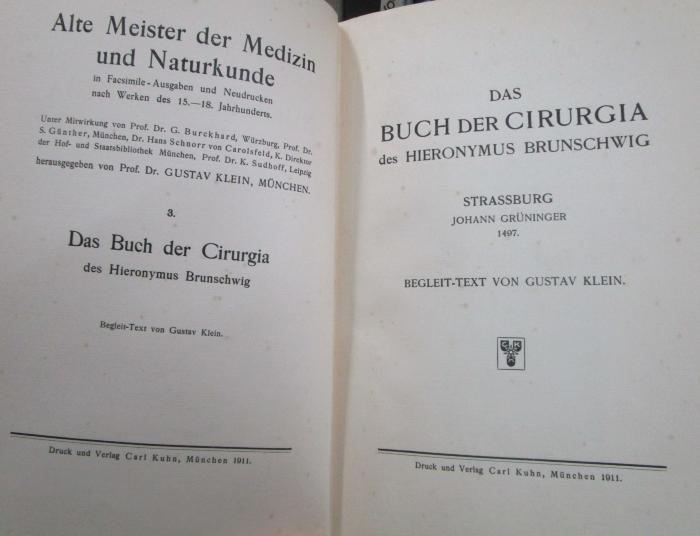 Alte Meister der Medizin
und Naturkunde
in Facsimile-Ausgaben und Neudrucken
nach Werken des 15.—18. Jahrhunderts.
Unter Mitwirkung von Prof. Dr. G. Burckhard, Würzburg, Prof. Dr.
S. Günther, München, Dr. Hans Schnorr von Carolsfeld, K. Direktor
der Hof- und Staatsbibliothek München, Prof. Dr. K. Sudhoff, Leipzig
herausgegeben von Prof. Dr. GUSTAV KLEIN, MÜNCHEN.
3.
Das Buch der Cirurgia
des Hieronymus Brunschwig
Begleit-Text von Gustav Klein.
Druck und Verlag Carl Kuhn, München 1911.
DAS
BUCH DER CIRURGIA
des HIERONYMUS BRUNSCHWIG
STRASSBURG
JOHANN GRÜNINGER
1497.
BEGLEIT-TEXT VON GUSTAV KLEIN.
C K
Druck und Verlag Carl Kuhn, München 1911.